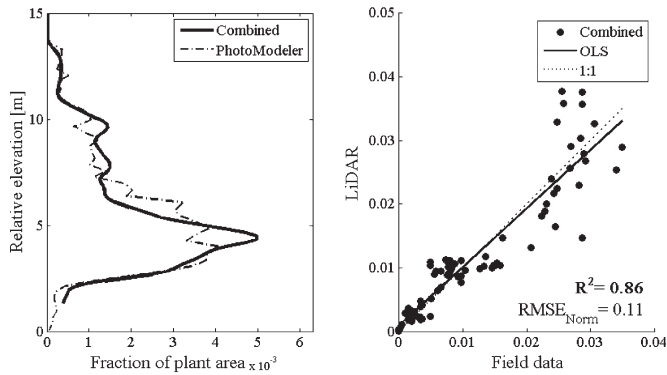 15
10
5
0
Relative elevation [m]
Combined
PhotoModeler
0 1 2 3 4 5 6
Fraction of plant area x 10-3
0.05
0.04
0.03
0.02
0.01
0
LiDAR
Combined
OLS
1:1
R2= 0.86
RMSENorm = 0.11
0 0.01 0.02 0.03 0.04
Field data